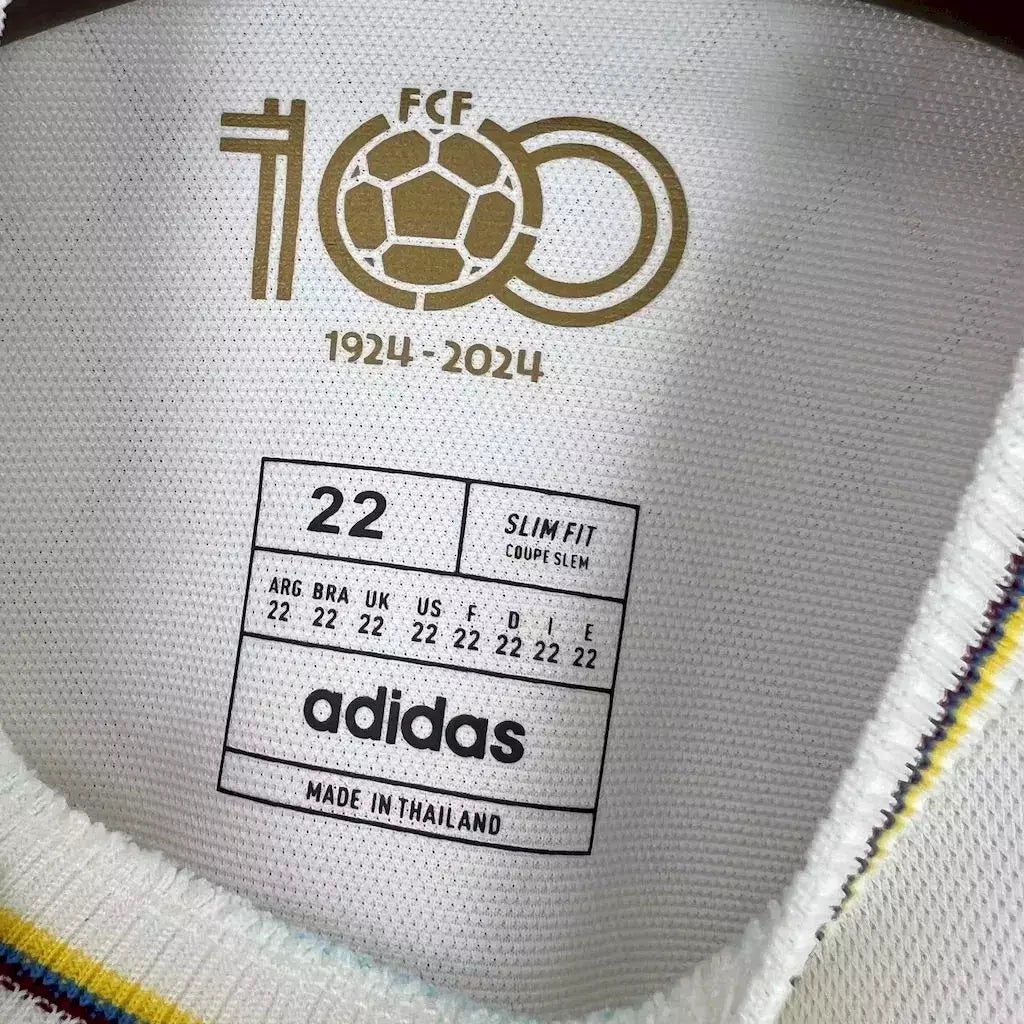 FCF
100
1924 - 2024
22
SLIM FIT
COUPE SLEM
ARG BRA UK US F D I E
22 22 22 22 22 22 22 22
adidas
MADE IN THAILAND